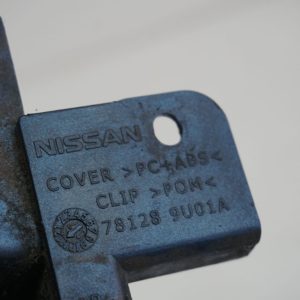 NISSAN
COVER >PC+ABS<
CLIP >POM<
78128 9U01A